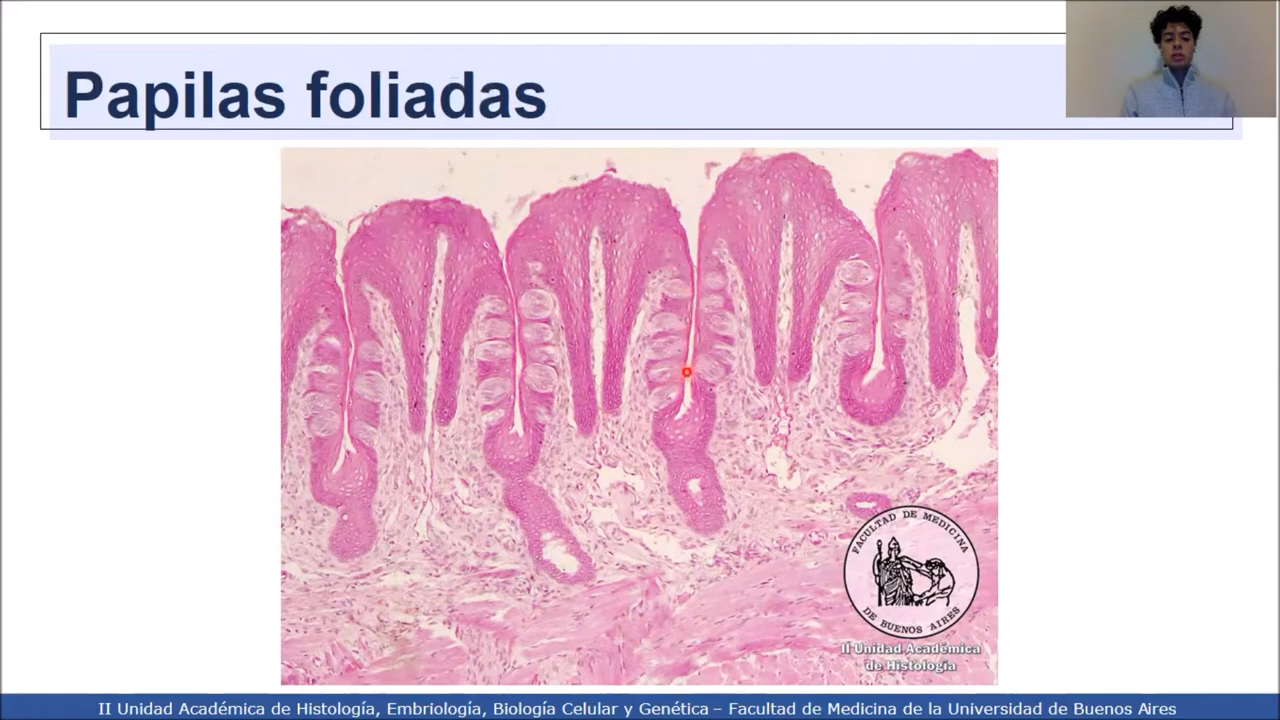 Papilas foliadas
FACULTAD DE MEDICINA
DE BUENOS AIRES
II Unidad Académica
de Histología
II Unidad Académica de Histología, Embriología, Biología Celular y Genética – Facultad de Medicina de la Universidad de Buenos Aires